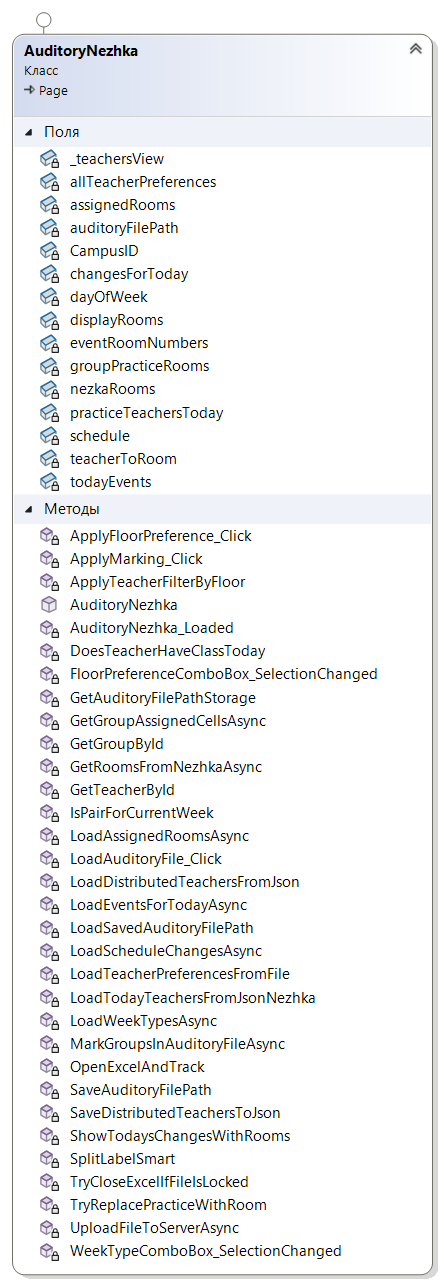 AuditoryNezhka
Класс
Page
Поля
_teachersView
allTeacherPreferences
assignedRooms
auditoryFilePath
CampusID
changesForToday
dayOfWeek
displayRooms
eventRoomNumbers
groupPracticeRooms
nezkaRooms
practiceTeachersToday
schedule
teacherToRoom
todayEvents
Методы
ApplyFloorPreference_Click
ApplyMarking_Click
ApplyTeacherFilterByFloor
AuditoryNezhka
AuditoryNezhka_Loaded
DoesTeacherHaveClassToday
FloorPreferenceComboBox_SelectionChanged
GetAuditoryFilePathStorage
GetGroupAssignedCellsAsync
GetGroupById
GetRoomsFromNezhkaAsync
GetTeacherById
IsPairForCurrentWeek
LoadAssignedRoomsAsync
LoadAuditoryFile_Click
LoadDistributedTeachersFromJson
LoadEventsForTodayAsync
LoadSavedAuditoryFilePath
LoadScheduleChangesAsync
LoadTeacherPreferencesFromFile
LoadTodayTeachersFromJsonNezhka
LoadWeekTypesAsync
MarkGroupsInAuditoryFileAsync
OpenExcelAndTrack
SaveAuditoryFilePath
SaveDistributedTeachersToJson
ShowTodaysChangesWithRooms
SplitLabelSmart
TryCloseExcelIfFileIsLocked
TryReplacePracticeWithRoom
UploadFileToServerAsync
WeekTypeComboBox_SelectionChanged